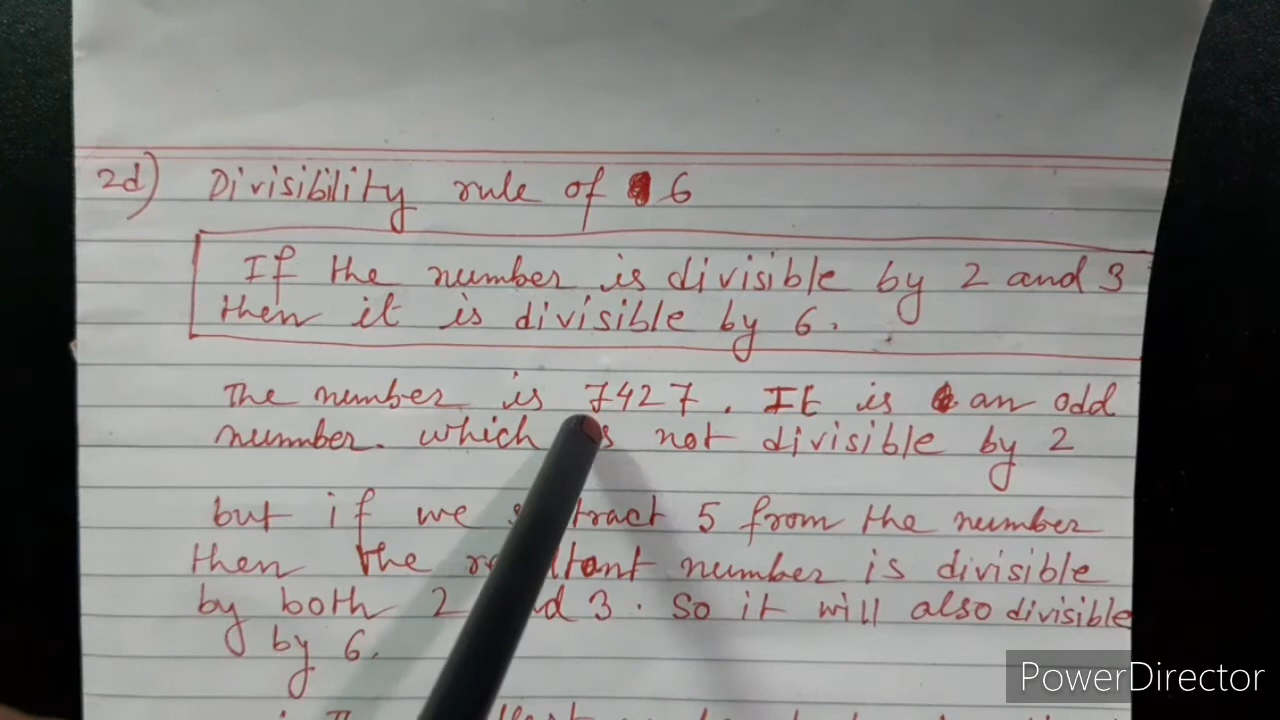 2d) Divisibility rule of 6
If the number is divisible by 2 and 3
then it is divisible by 6.
The number is 7427. It is an odd
number. which is not divisible by 2
but if we tract 5 from the number
then the number is divisible
by both 2 and 3. So it will also divisible
by 6.
PowerDirector